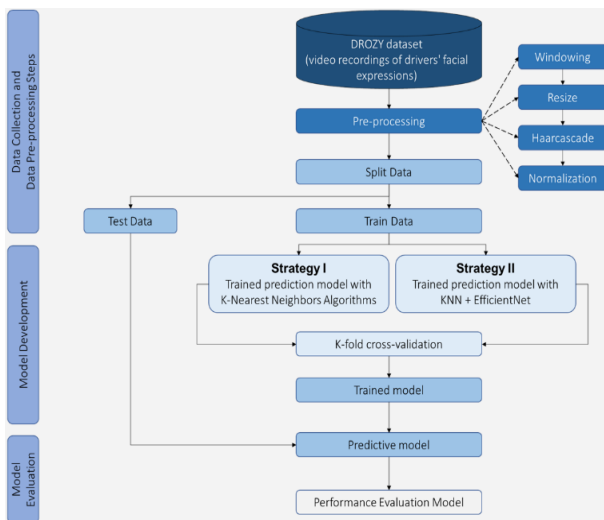 Data Collection and
Data Pre-processing Steps
DROZY dataset
(video recordings of drivers' facial
expressions)
Windowing
Resize
Pre-processing
Haarcascade
Split Data
Normalization
Test Data
Train Data
Model Development
Strategy I
Trained prediction model with
K-Nearest Neighbors Algorithms
Strategy II
Trained prediction model with
KNN + EfficientNet
K-fold cross-validation
Trained model
Model
Evaluation
Predictive model
Performance Evaluation Model